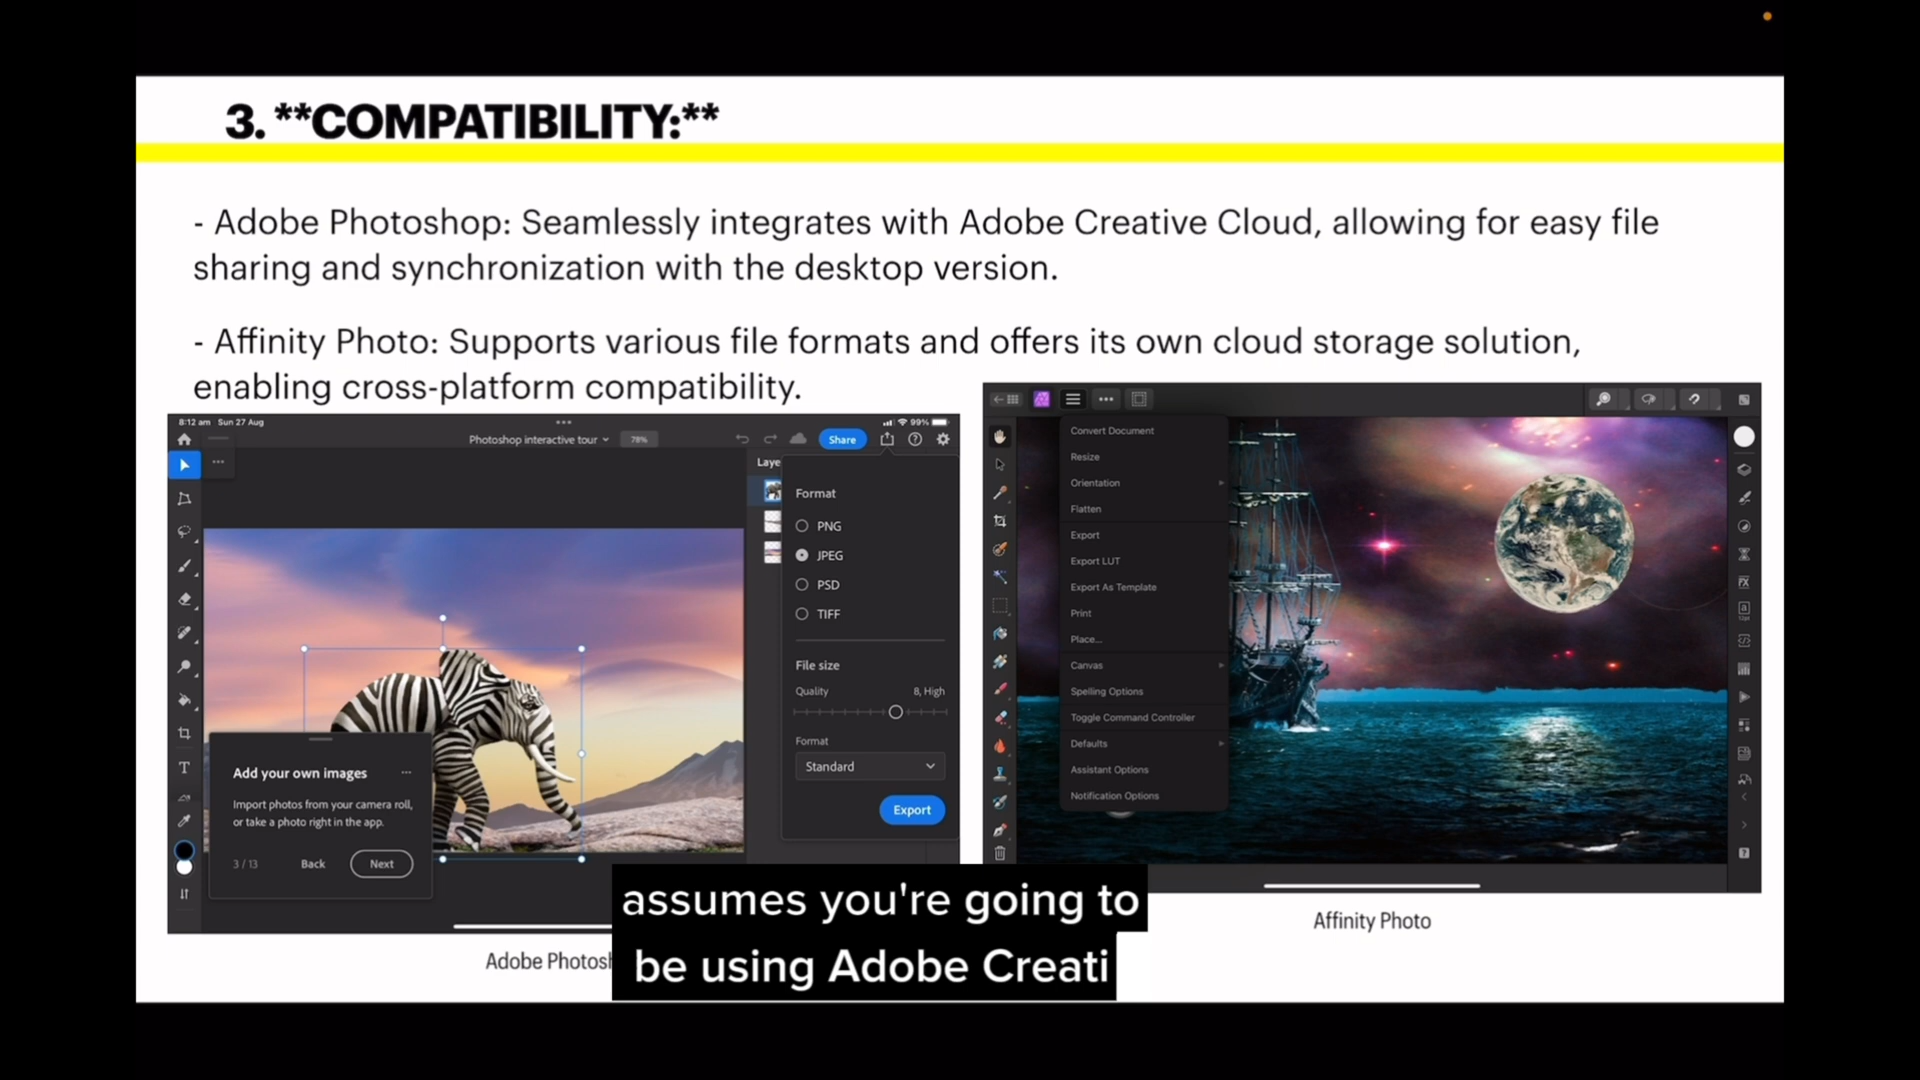 3. **COMPATIBILITY:**
- Adobe Photoshop: Seamlessly integrates with Adobe Creative Cloud, allowing for easy file
sharing and synchronization with the desktop version.
- Affinity Photo: Supports various file formats and offers its own cloud storage solution,
enabling cross-platform compatibility.
8:12 am Sun 27 Aug
99%
Photoshop interactive tour
78%
Share
Laye
Format
PNG
JPEG
PSD
TIFF
File size
Quality 8, High
Format
Standard
Export
Add your own images
Import photos from your camera roll,
or take a photo right in the app.
3 / 13 Back Next
Convert Document
Resize
Orientation
Flatten
Export
Export LUT
Export As Template
Print
Place...
Canvas
Spelling Options
Toggle Command Controller
Defaults
Assistant Options
Notification Options
Adobe Photosh
Affinity Photo
assumes you're going to
be using Adobe Creati